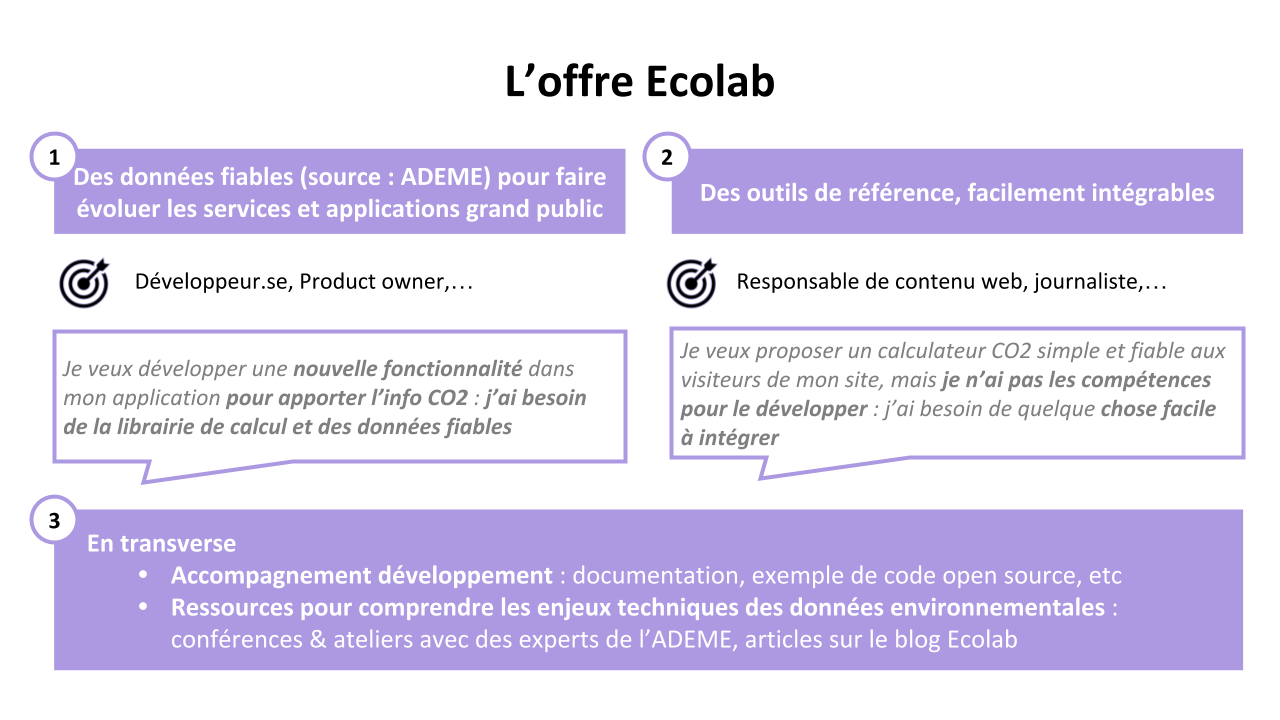 L’offre Ecolab
1
Des données fiables (source : ADEME) pour faire
évoluer les services et applications grand public
Développeur.se, Product owner,…
Je veux développer une nouvelle fonctionnalité dans
mon application pour apporter l’info CO2 : j’ai besoin
de la librairie de calcul et des données fiables
2
Des outils de référence, facilement intégrables
Responsable de contenu web, journaliste,…
Je veux proposer un calculateur CO2 simple et fiable aux
visiteurs de mon site, mais je n’ai pas les compétences
pour le développer : j’ai besoin de quelque chose facile
à intégrer
3
En transverse
• Accompagnement développement : documentation, exemple de code open source, etc
• Ressources pour comprendre les enjeux techniques des données environnementales :
conférences & ateliers avec des experts de l’ADEME, articles sur le blog Ecolab